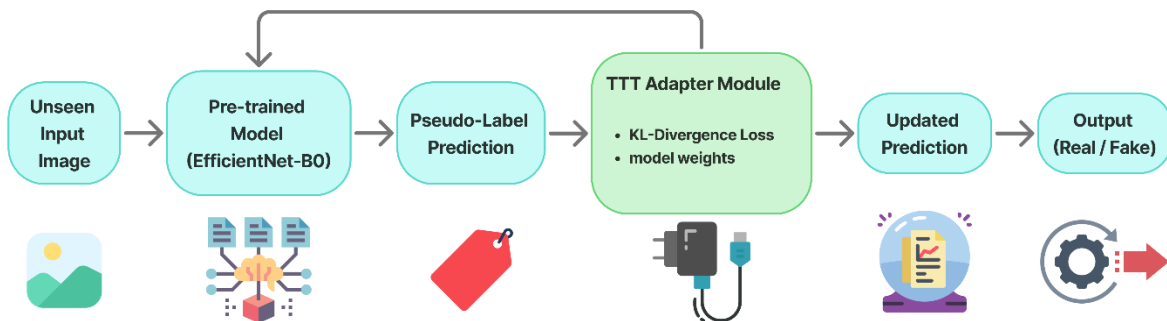 Unseen
Input
Image
Pre-trained
Model
(EfficientNet-B0)
Pseudo-Label
Prediction
TTT Adapter Module
• KL-Divergence Loss
• model weights
Updated
Prediction
Output
(Real / Fake)